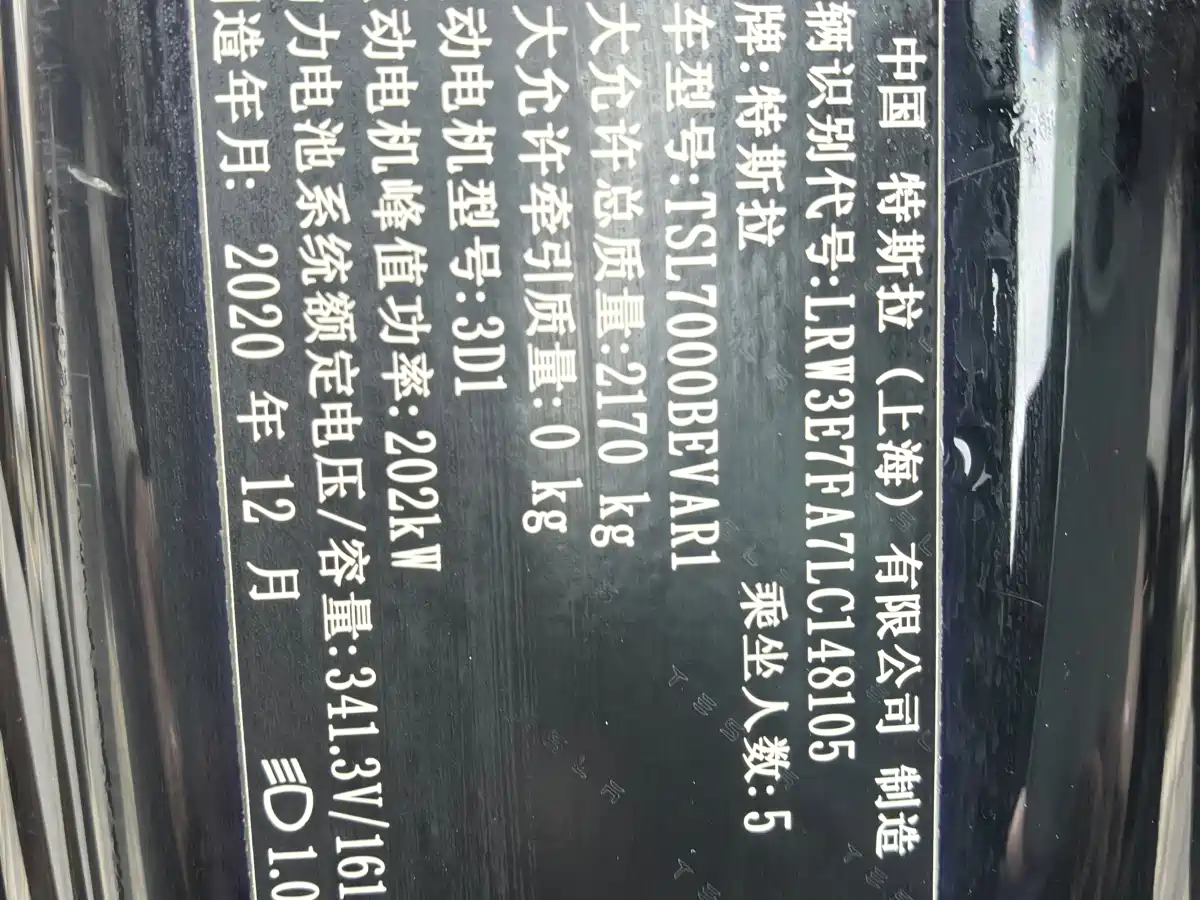 中国 特斯拉（上海）有限公司 制造
辆识别代号:LRW3E7FA7LC148105
牌:特斯拉 乘坐人数:5
车型号:TSL7000BEVAR1
大允许总质量:2170 kg
大允许牵引质量:0 kg
动电机型号:3D1
动电机峰值功率:202kW
力电池系统额定电压/容量:341.3V/161
造年月: 2020 年 12 月
1.0